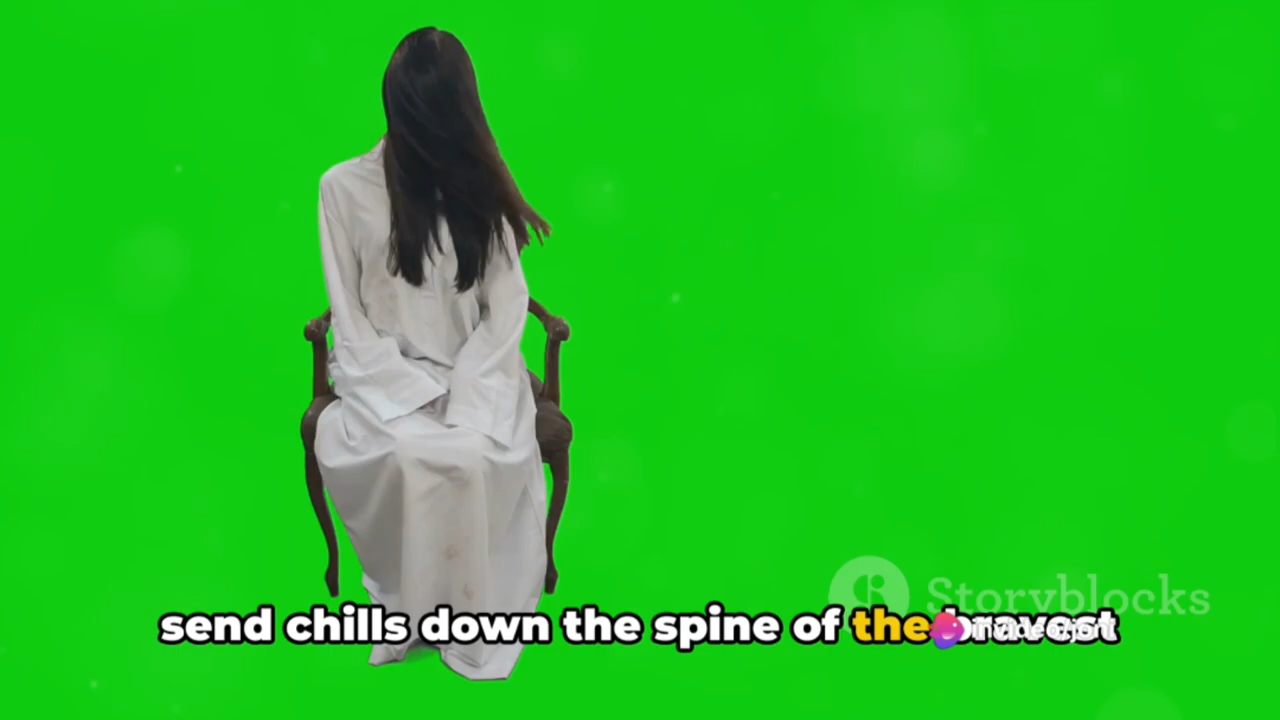 Storyblocks
send chills down the spine of the bravest